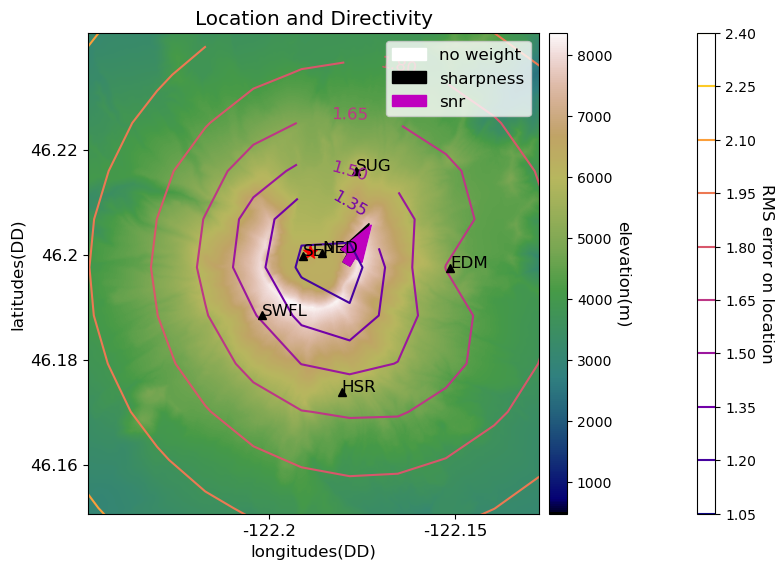 Location and Directivity
no weight
sharpness
snr
1.65
1.50
1.35
SUG
NED
EDM
SWFL
HSR
46.22
46.2
46.18
46.16
latitudes(DD)
-122.2
-122.15
longitudes(DD)
8000
7000
6000
5000
4000
3000
2000
1000
elevation(m)
2.40
2.25
2.10
1.95
1.80
1.65
1.50
1.35
1.20
1.05
RMS error on location